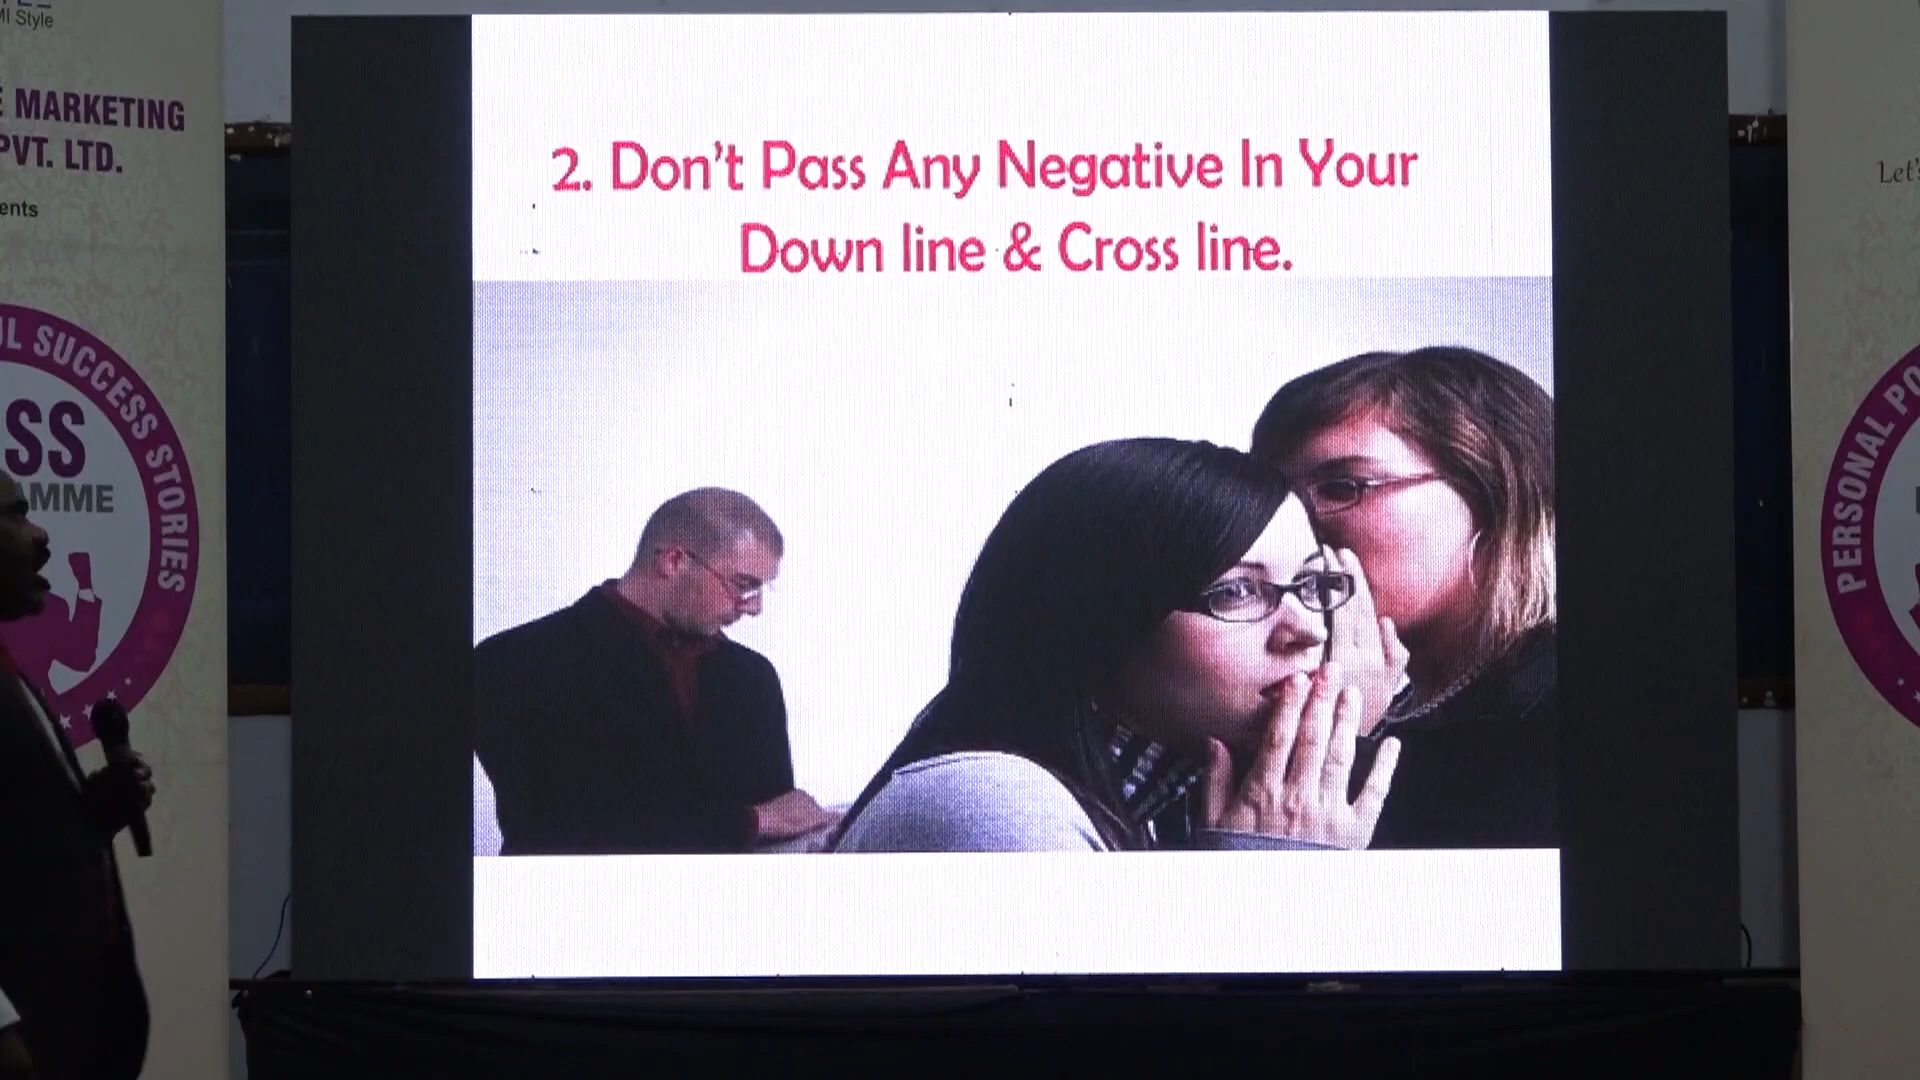 MI Style
MARKETING
PVT. LTD.
SUCCESS STORIES
SS
AMME
2. Don't Pass Any Negative In Your
Down line & Cross line.
Let's
PERSONAL PO